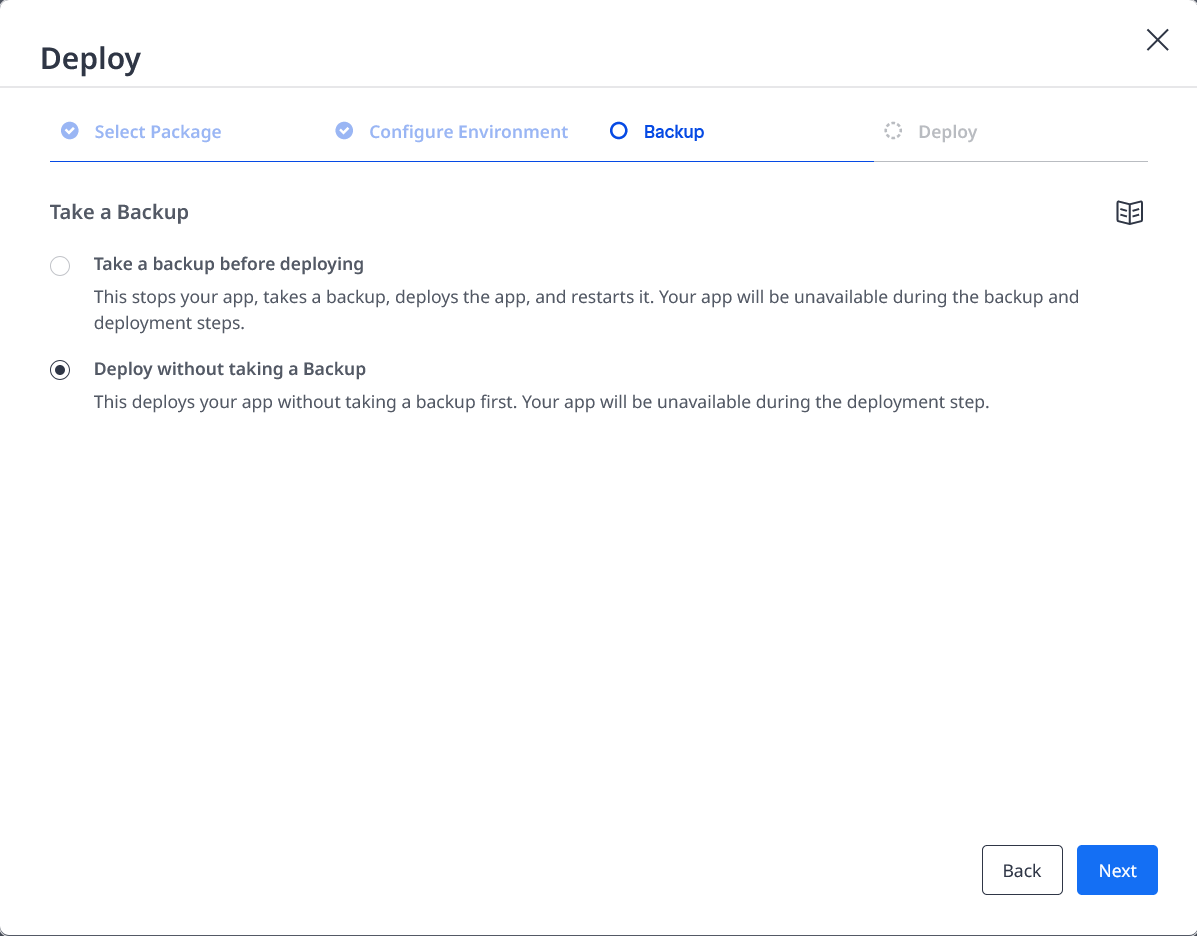 Deploy
Select Package
Configure Environment
Backup
Deploy
Take a Backup
Take a backup before deploying
This stops your app, takes a backup, deploys the app, and restarts it. Your app will be unavailable during the backup and
deployment steps.
Deploy without taking a Backup
This deploys your app without taking a backup first. Your app will be unavailable during the deployment step.
Back
Next